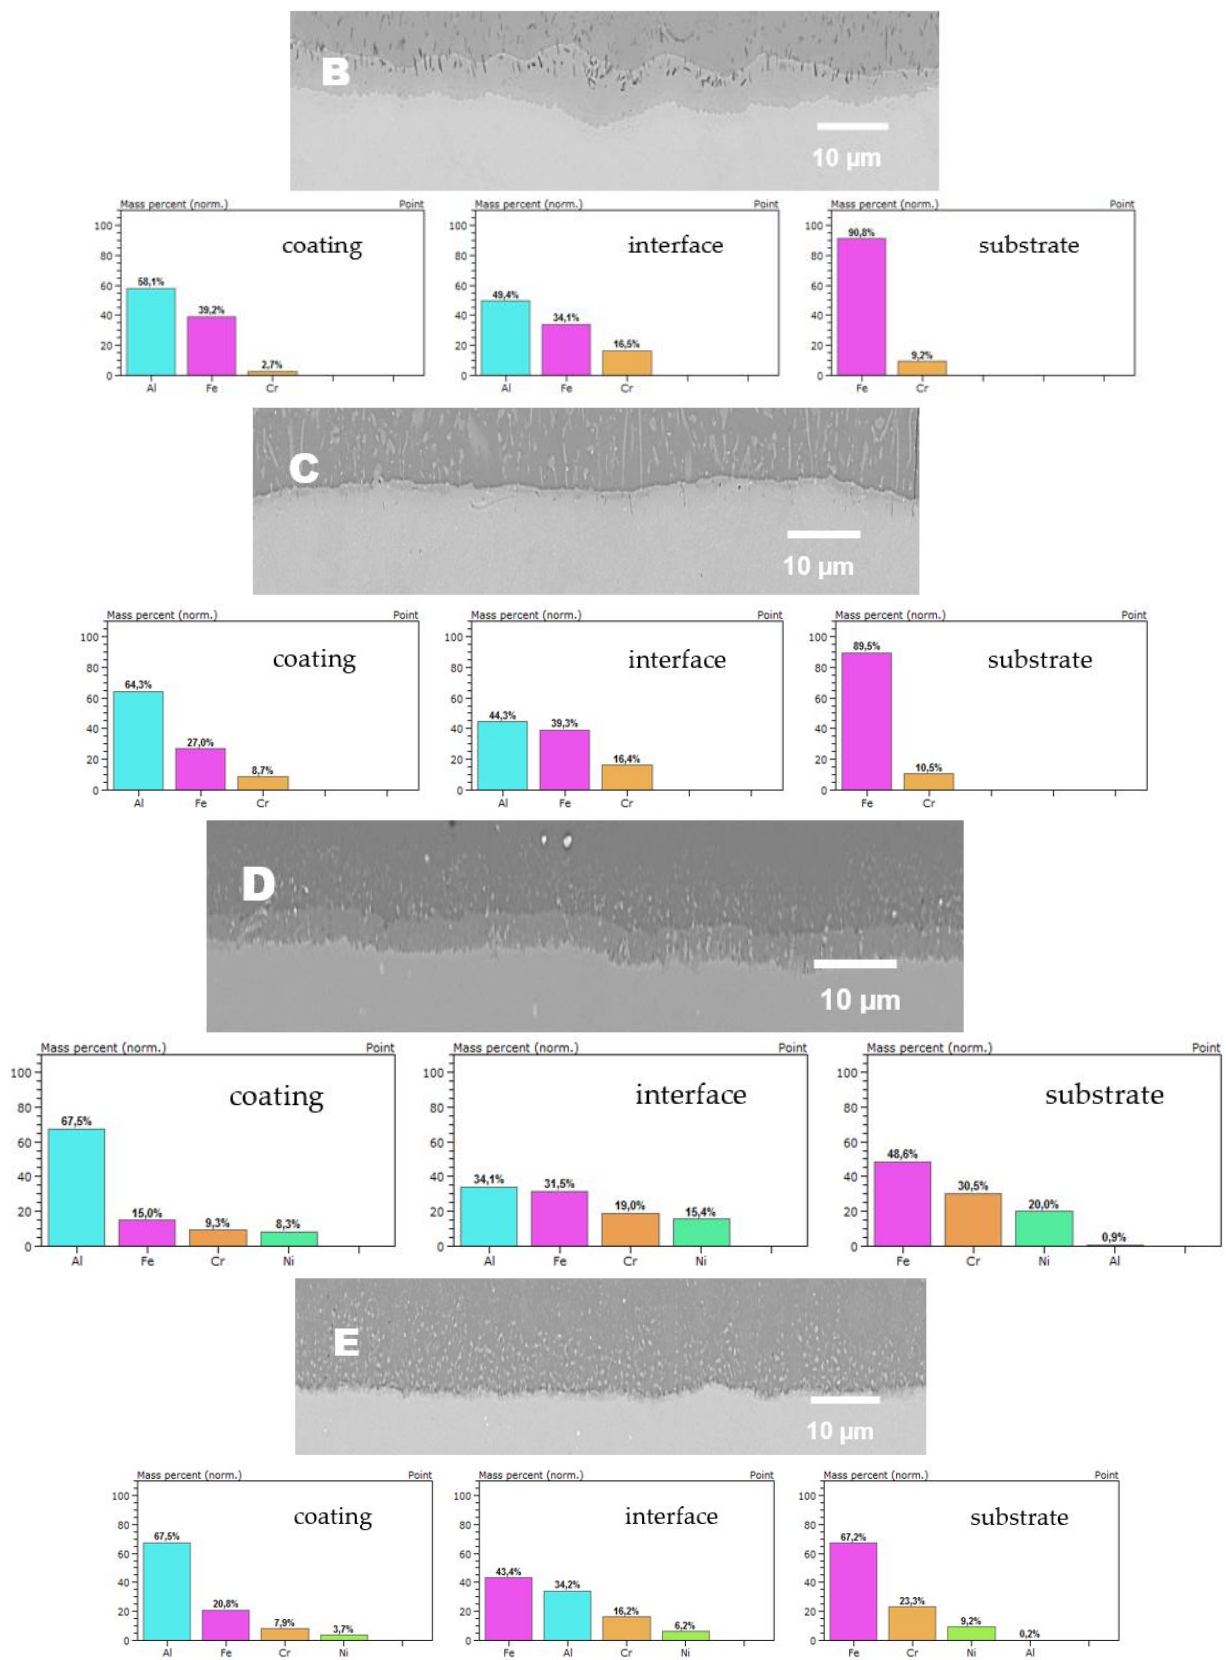 B
10 µm
Mass percent (norm.) Point
coating
100
80
60
40
20
0
58,1%
39,2%
2,7%
Al Fe Cr
Mass percent (norm.) Point
interface
100
80
60
40
20
0
49,4%
34,1%
16,5%
Al Fe Cr
Mass percent (norm.) Point
substrate
100
80
60
40
20
0
90,8%
9,2%
Fe Cr
C
10 µm
Mass percent (norm.) Point
coating
100
80
60
40
20
0
64,3%
27,0%
8,7%
Al Fe Cr
Mass percent (norm.) Point
interface
100
80
60
40
20
0
44,3%
39,3%
16,4%
Al Fe Cr
Mass percent (norm.) Point
substrate
100
80
60
40
20
0
89,5%
10,5%
Fe Cr
D
10 µm
Mass percent (norm.) Point
coating
100
80
60
40
20
0
67,5%
15,0%
9,3%
8,3%
Al Fe Cr Ni
Mass percent (norm.) Point
interface
100
80
60
40
20
0
34,1%
31,5%
19,0%
15,4%
Al Fe Cr Ni
Mass percent (norm.) Point
substrate
100
80
60
40
20
0
48,6%
30,5%
20,0%
0,9%
Fe Cr Ni Al
E
10 µm
Mass percent (norm.) Point
coating
100
80
60
40
20
0
67,5%
20,8%
7,9%
3,7%
Al Fe Cr Ni
Mass percent (norm.) Point
interface
100
80
60
40
20
0
43,4%
34,2%
16,2%
6,2%
Fe Al Cr Ni
Mass percent (norm.) Point
substrate
100
80
60
40
20
0
67,2%
23,3%
9,2%
0,2%
Fe Cr Ni Al